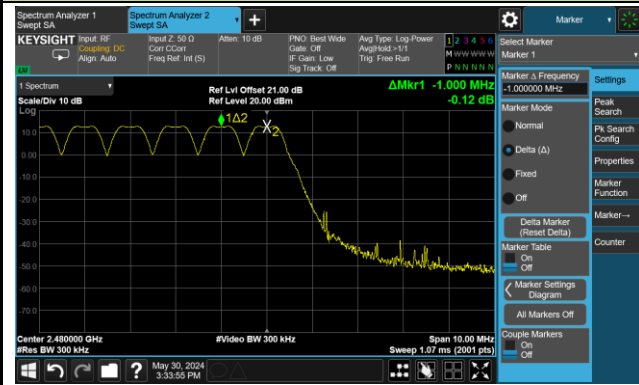 Spectrum Analyzer 1
Swept SA
Spectrum Analyzer 2
Swept SA
Marker
KEYSIGHT
Input: RF
Coupling: DC
Align: Auto
Input Z: 50 Ω
Corr CCorr
Freq Ref: Int (S)
Atten: 10 dB
PNO: Best Wide
Gate: Off
IF Gain: Low
Sig Track: Off
Avg Type: Log-Power
Avg|Hold:>1/1
Trig: Free Run
1 2 3 4 5 6
M W W W W W
P N N N N N
Select Marker
Marker 1
1 Spectrum
Scale/Div 10 dB
Ref Lvl Offset 21.00 dB
Ref Level 20.00 dBm
ΔMkr1 -1.000 MHz
-0.12 dB
Log
1Δ2
2
10.0
0.00
-10.0
-20.0
-30.0
-40.0
-50.0
-60.0
-70.0
Center 2.480000 GHz
#Res BW 300 kHz
#Video BW 300 kHz
Span 10.00 MHz
Sweep 1.07 ms (2001 pts)
Marker Δ Frequency
-1.000000 MHz
Marker Mode
Normal
Delta (Δ)
Fixed
Off
Delta Marker
(Reset Delta)
Marker Table
On
Off
Marker Settings
Diagram
All Markers Off
Couple Markers
On
Off
Settings
Peak
Search
Pk Search
Config
Properties
Marker
Function
Marker→
Counter
May 30, 2024
3:33:55 PM